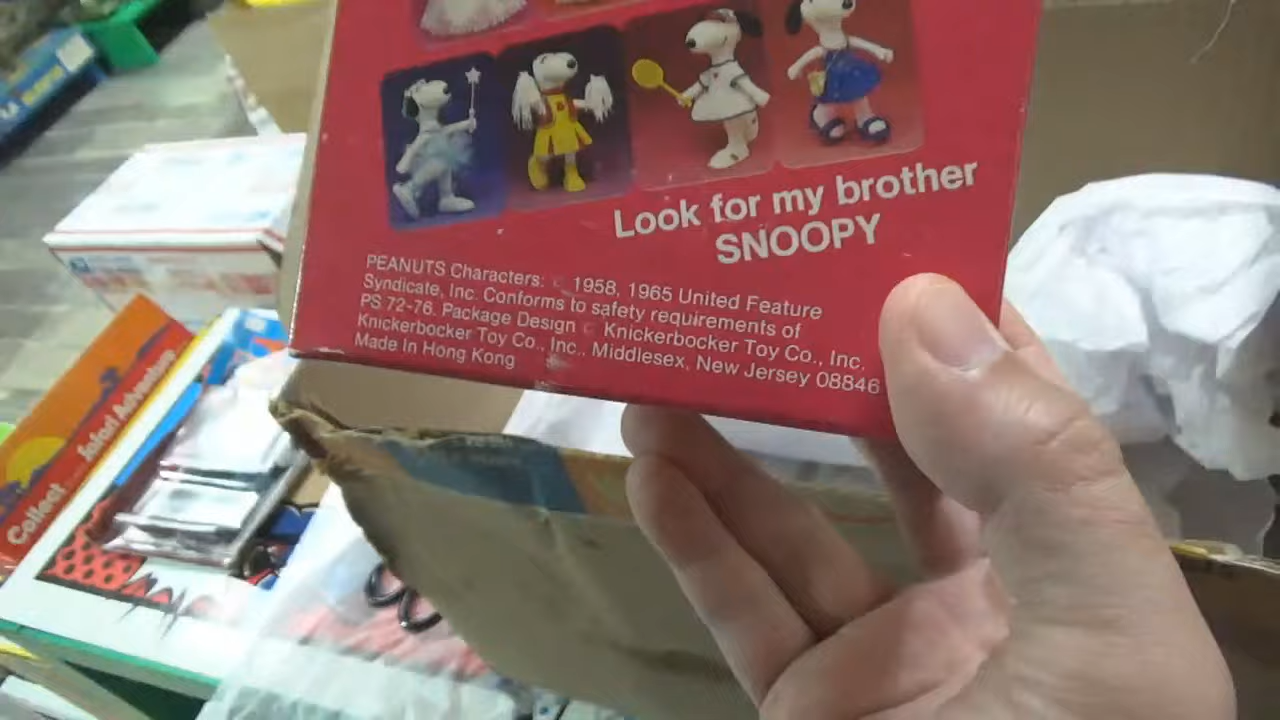 Look for my brother
SNOOPY
PEANUTS Characters: © 1958, 1965 United Feature
Syndicate, Inc. Conforms to safety requirements of
PS 72-76. Package Design © Knickerbocker Toy Co., Inc.
Knickerbocker Toy Co., Inc., Middlesex, New Jersey 08846
Made In Hong Kong
Collect
Safari Adventure